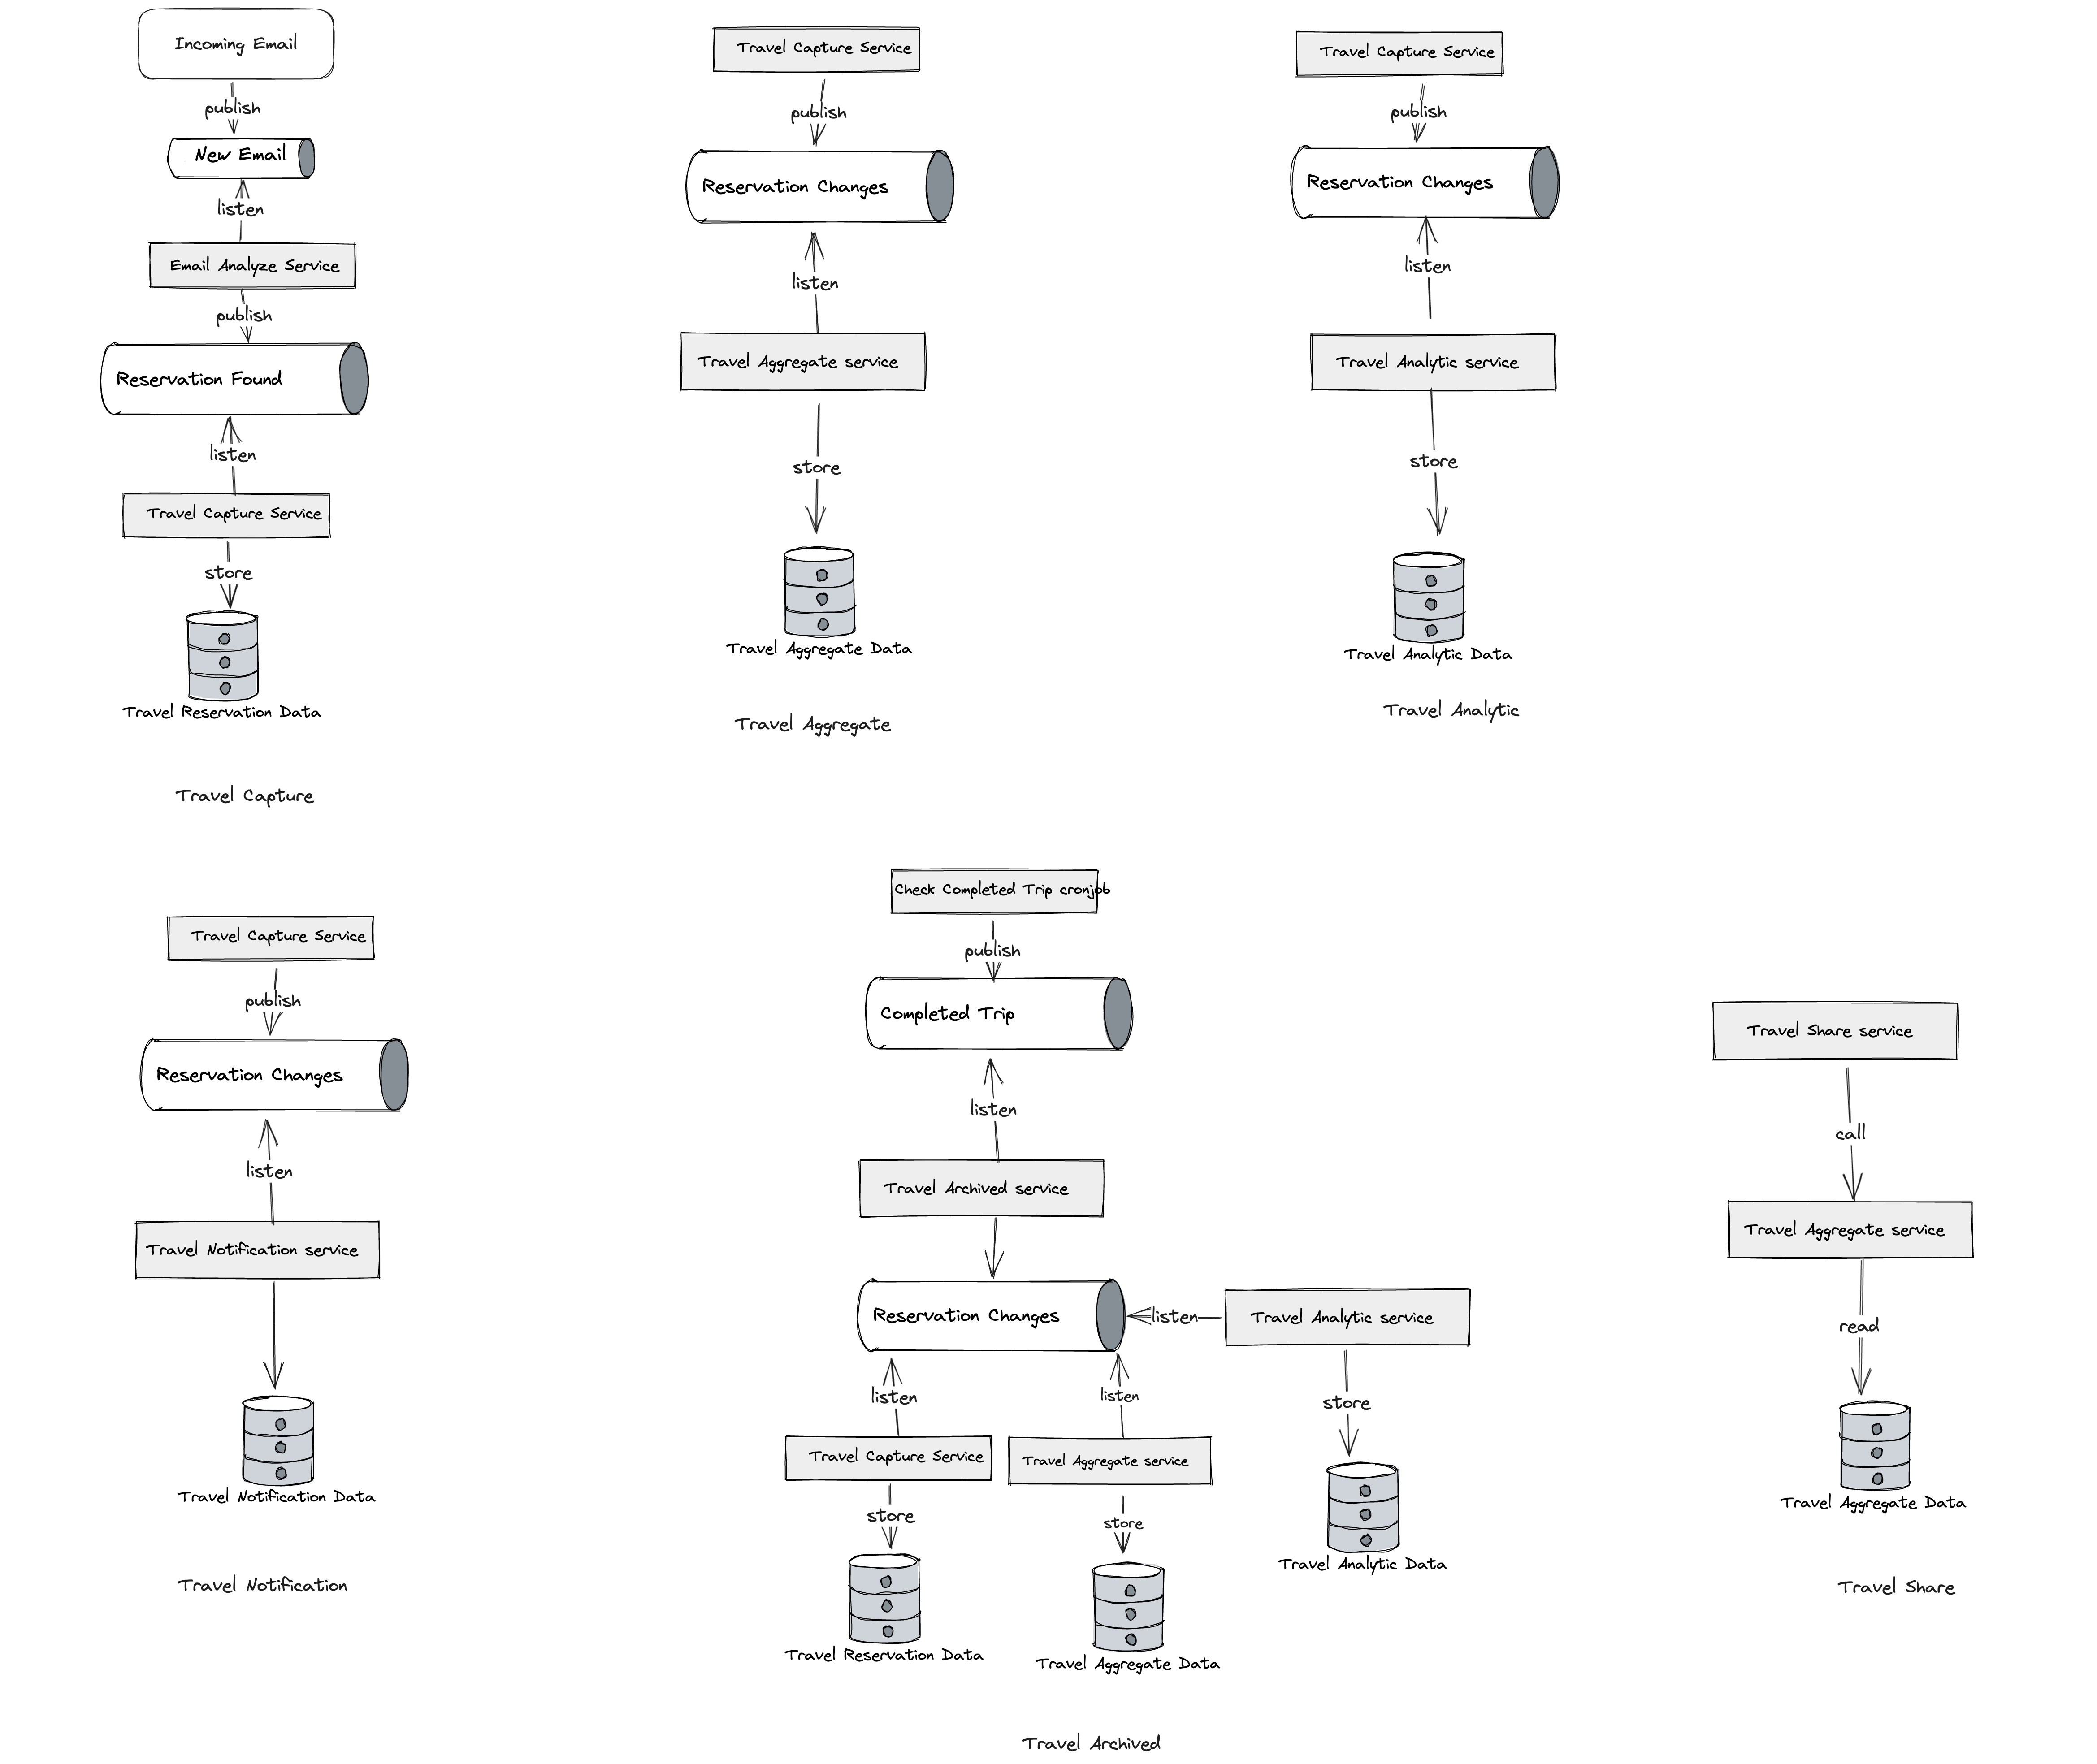 Incoming Email
publish
New Email
listen
Email Analyze Service
publish
Reservation Found
listen
Travel Capture Service
store
Travel Reservation Data
Travel Capture
Travel Capture Service
publish
Reservation Changes
listen
Travel Aggregate service
store
Travel Aggregate Data
Travel Aggregate
Travel Capture Service
publish
Reservation Changes
listen
Travel Analytic service
store
Travel Analytic Data
Travel Analytic
Travel Capture Service
publish
Reservation Changes
listen
Travel Notification service
Travel Notification Data
Travel Notification
Check Completed Trip cronjob
publish
Completed Trip
listen
Travel Archived service
Reservation Changes
listen
Travel Analytic service
store
Travel Analytic Data
listen
Travel Capture Service
store
Travel Reservation Data
listen
Travel Aggregate service
store
Travel Aggregate Data
Travel Archived
Travel Share service
call
Travel Aggregate service
read
Travel Aggregate Data
Travel Share